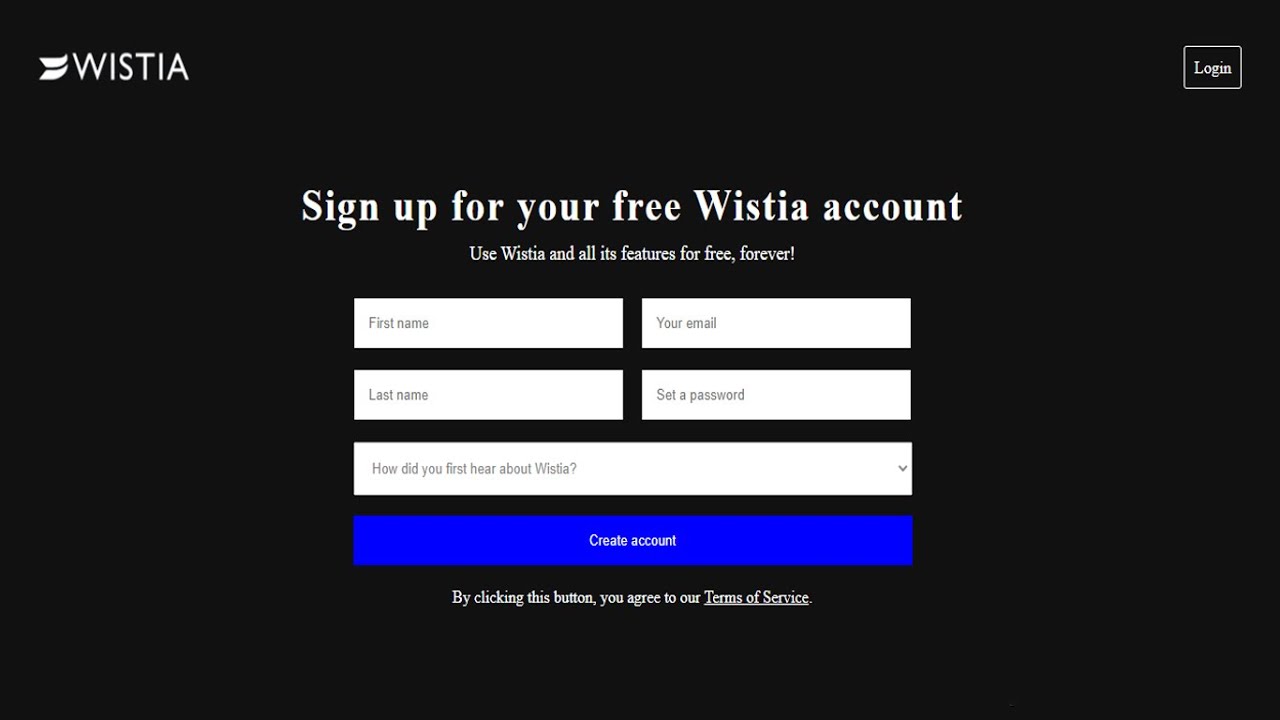 WISTIA
Login
Sign up for your free Wistia account
Use Wistia and all its features for free, forever!
First name
Your email
Last name
Set a password
How did you first hear about Wistia?
Create account
By clicking this button, you agree to our Terms of Service.